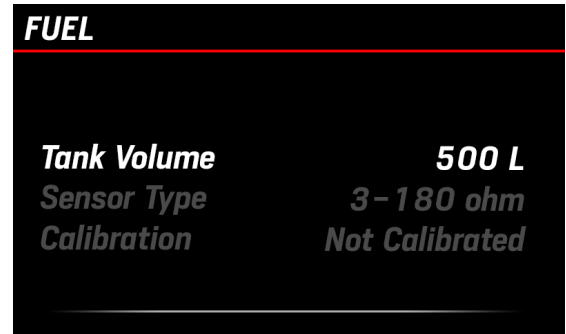 FUEL
Tank Volume 500 L
Sensor Type 3-180 ohm
Calibration Not Calibrated